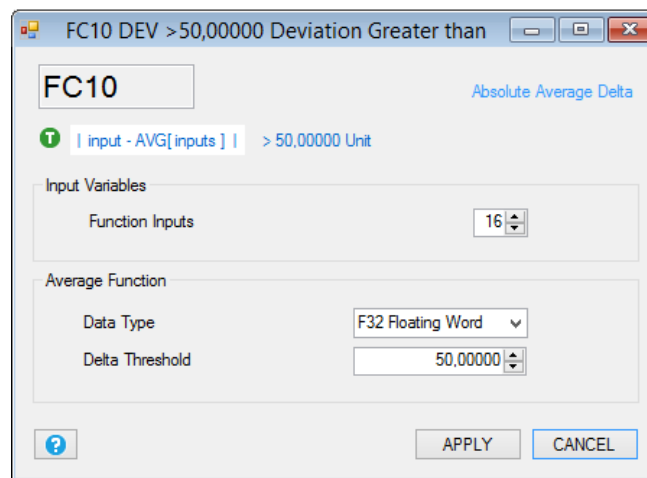 FC10 DEV >50,00000 Deviation Greater than
FC10
Absolute Average Delta
T | input - AVG[ inputs ] | > 50,00000 Unit
Input Variables
Function Inputs 16
Average Function
Data Type F32 Floating Word
Delta Threshold 50,00000
? APPLY CANCEL